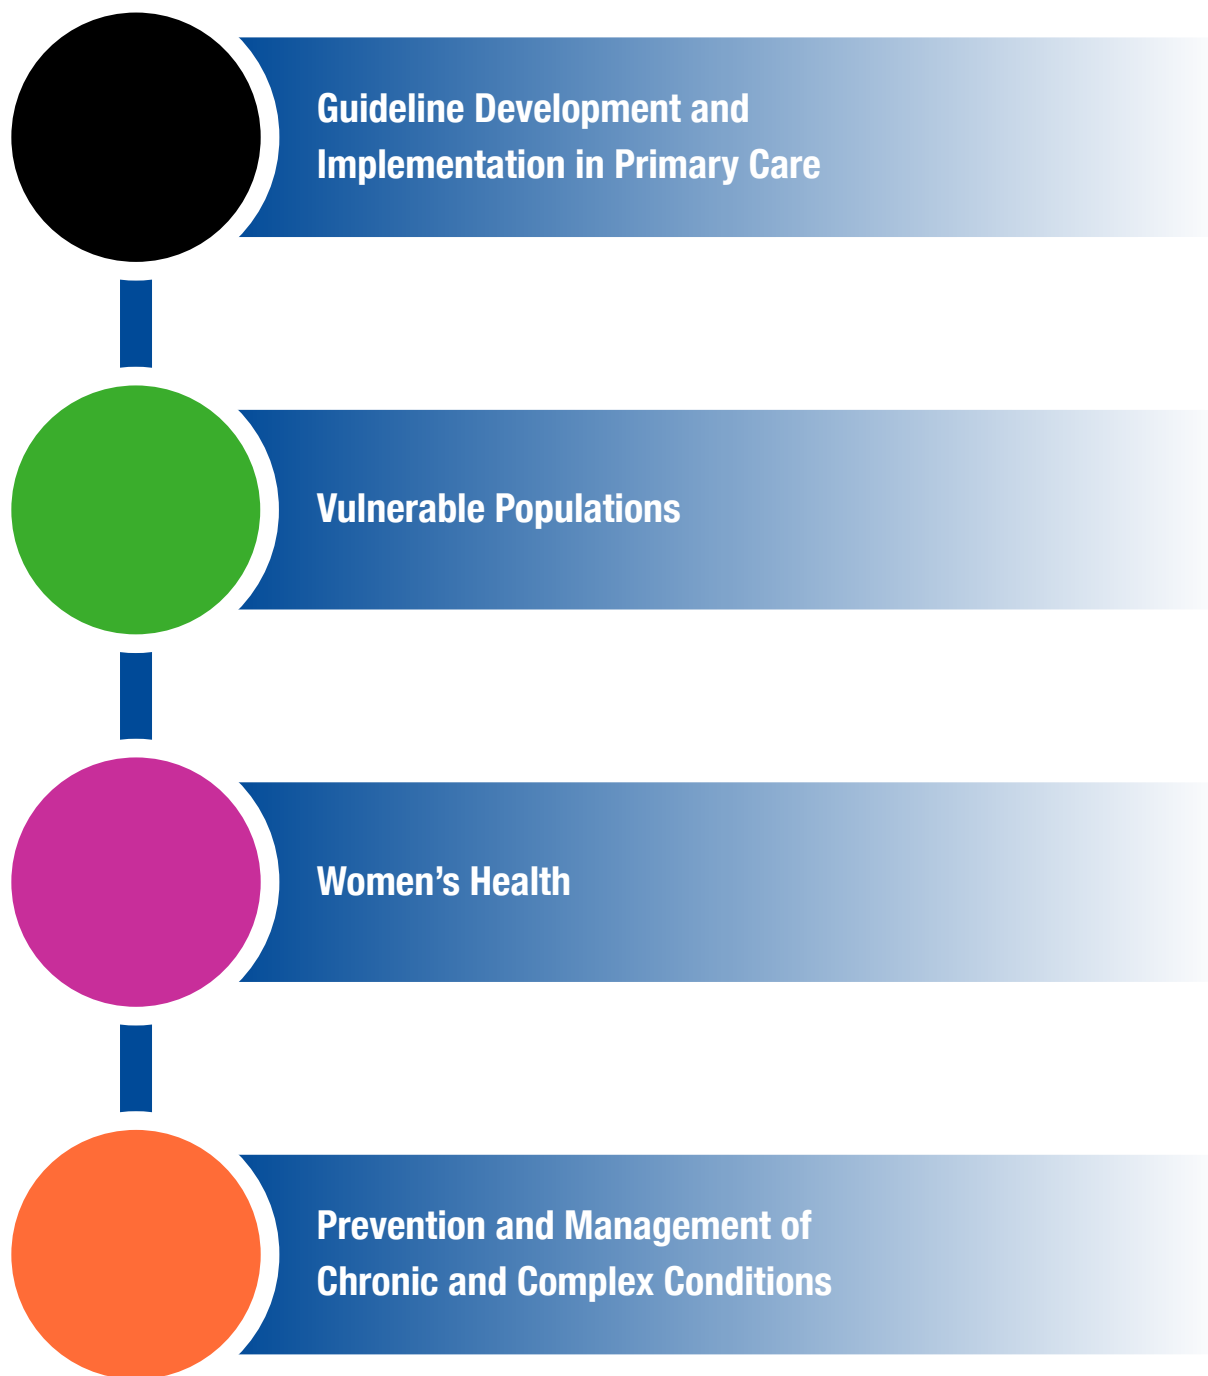 Guideline Development and
Implementation in Primary Care
Vulnerable Populations
Women’s Health
Prevention and Management of
Chronic and Complex Conditions